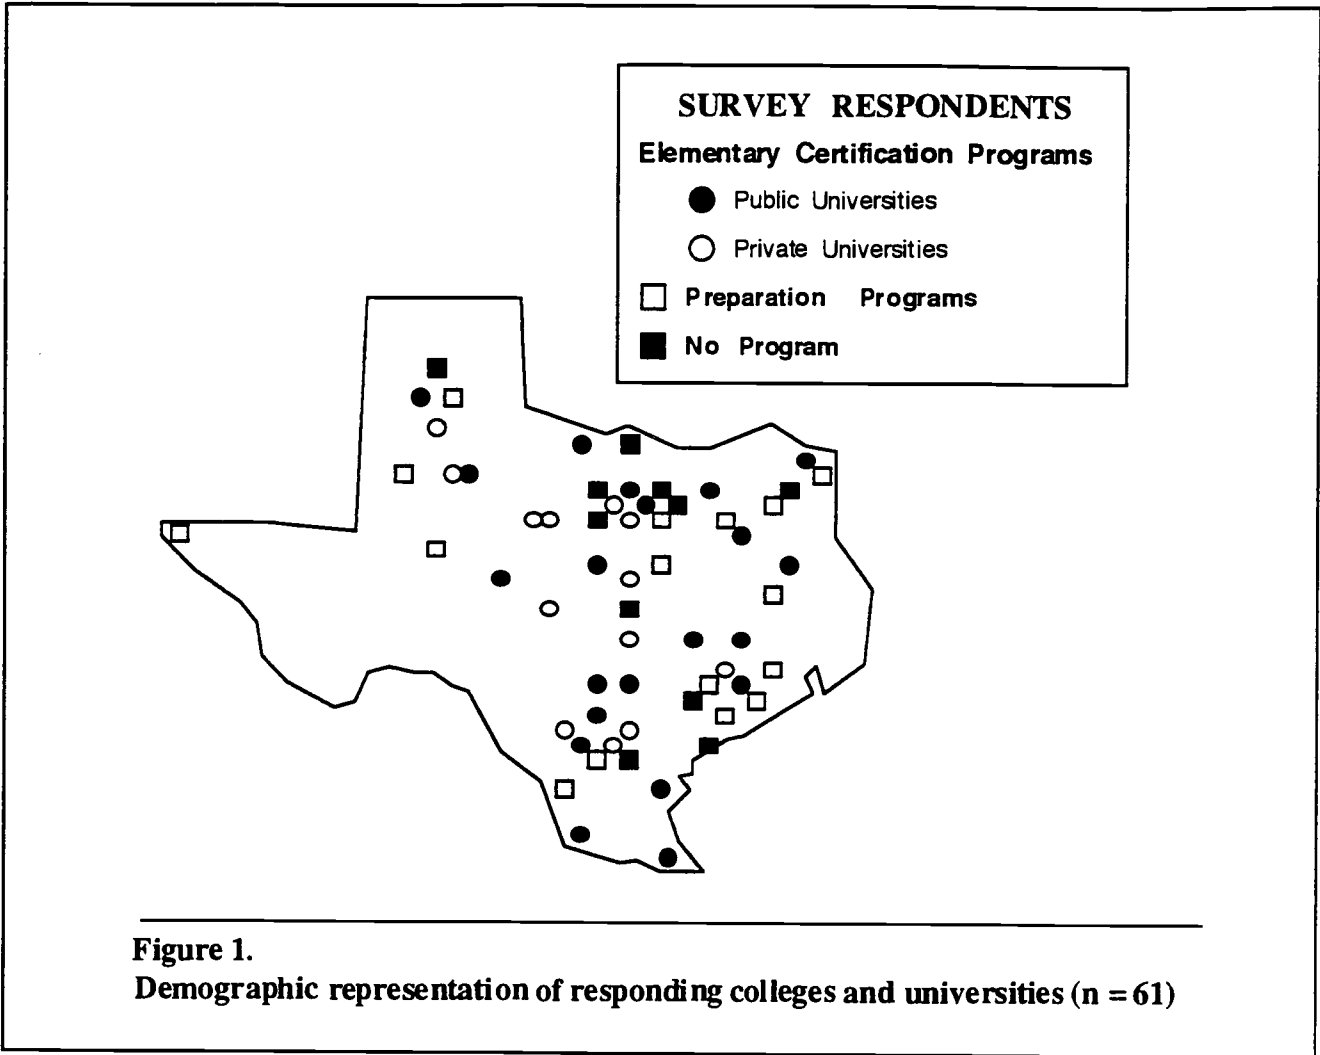 SURVEY RESPONDENTS
Elementary Certification Programs
Public Universities
Private Universities
Preparation Programs
No Program
Figure 1.
Demographic representation of responding colleges and universities (n = 61)